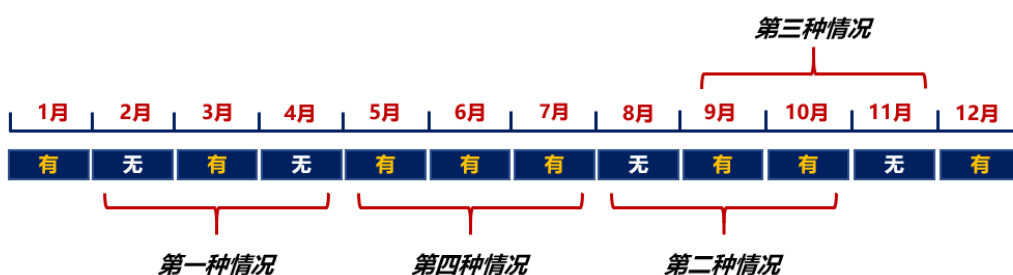 第三种情况
1月 2月 3月 4月 5月 6月 7月 8月 9月 10月 11月 12月
有 无 有 无 有 有 有 无 有 有 无 有
第一种情况 第四种情况 第二种情况